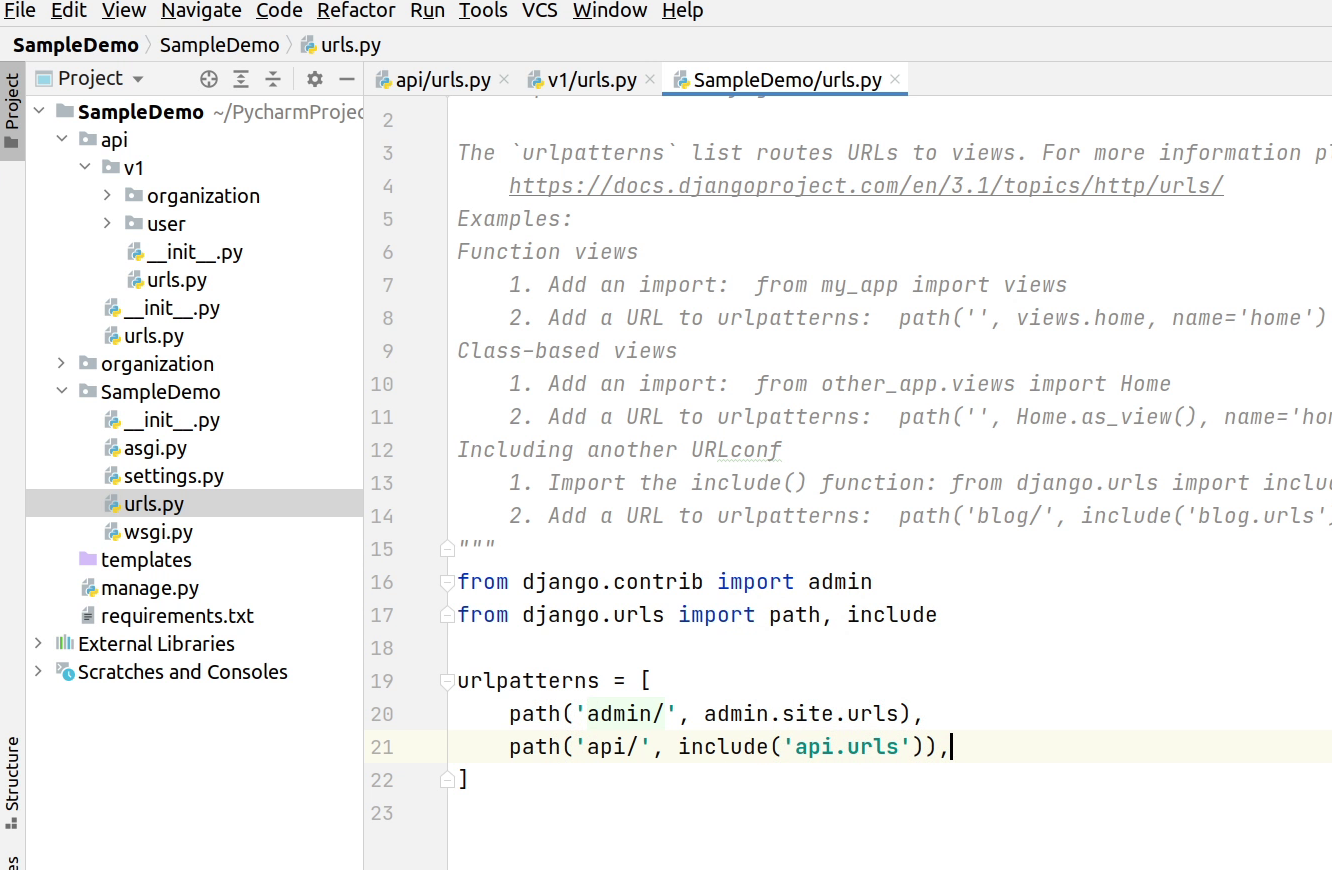 File Edit View Navigate Code Refactor Run Tools VCS Window Help
SampleDemo SampleDemo urls.py
Project
Project
api/urls.py v1/urls.py SampleDemo/urls.py
SampleDemo ~/PycharmProjec
api
v1
organization
user
__init__.py
urls.py
__init__.py
urls.py
organization
SampleDemo
__init__.py
asgi.py
settings.py
urls.py
wsgi.py
templates
manage.py
requirements.txt
External Libraries
Scratches and Consoles
Structure
es
2
3 The `urlpatterns` list routes URLs to views. For more information pl
4 https://docs.djangoproject.com/en/3.1/topics/http/urls/
5 Examples:
6 Function views
7 1. Add an import:  from my_app import views
8 2. Add a URL to urlpatterns:  path('', views.home, name='home')
9 Class-based views
10 1. Add an import:  from other_app.views import Home
11 2. Add a URL to urlpatterns:  path('', Home.as_view(), name='hom
12 Including another URLconf
13 1. Import the include() function: from django.urls import includ
14 2. Add a URL to urlpatterns:  path('blog/', include('blog.urls')
15 """
16 from django.contrib import admin
17 from django.urls import path, include
18
19 urlpatterns = [
20 path('admin/', admin.site.urls),
21 path('api/', include('api.urls')),
22 ]
23